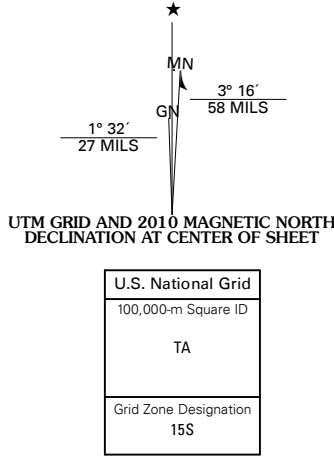 ★
MN
GN
3° 16´
58 MILS
1° 32´
27 MILS
UTM GRID AND 2010 MAGNETIC NORTH
DECLINATION AT CENTER OF SHEET
U.S. National Grid
100,000-m Square ID
TA
Grid Zone Designation
15S